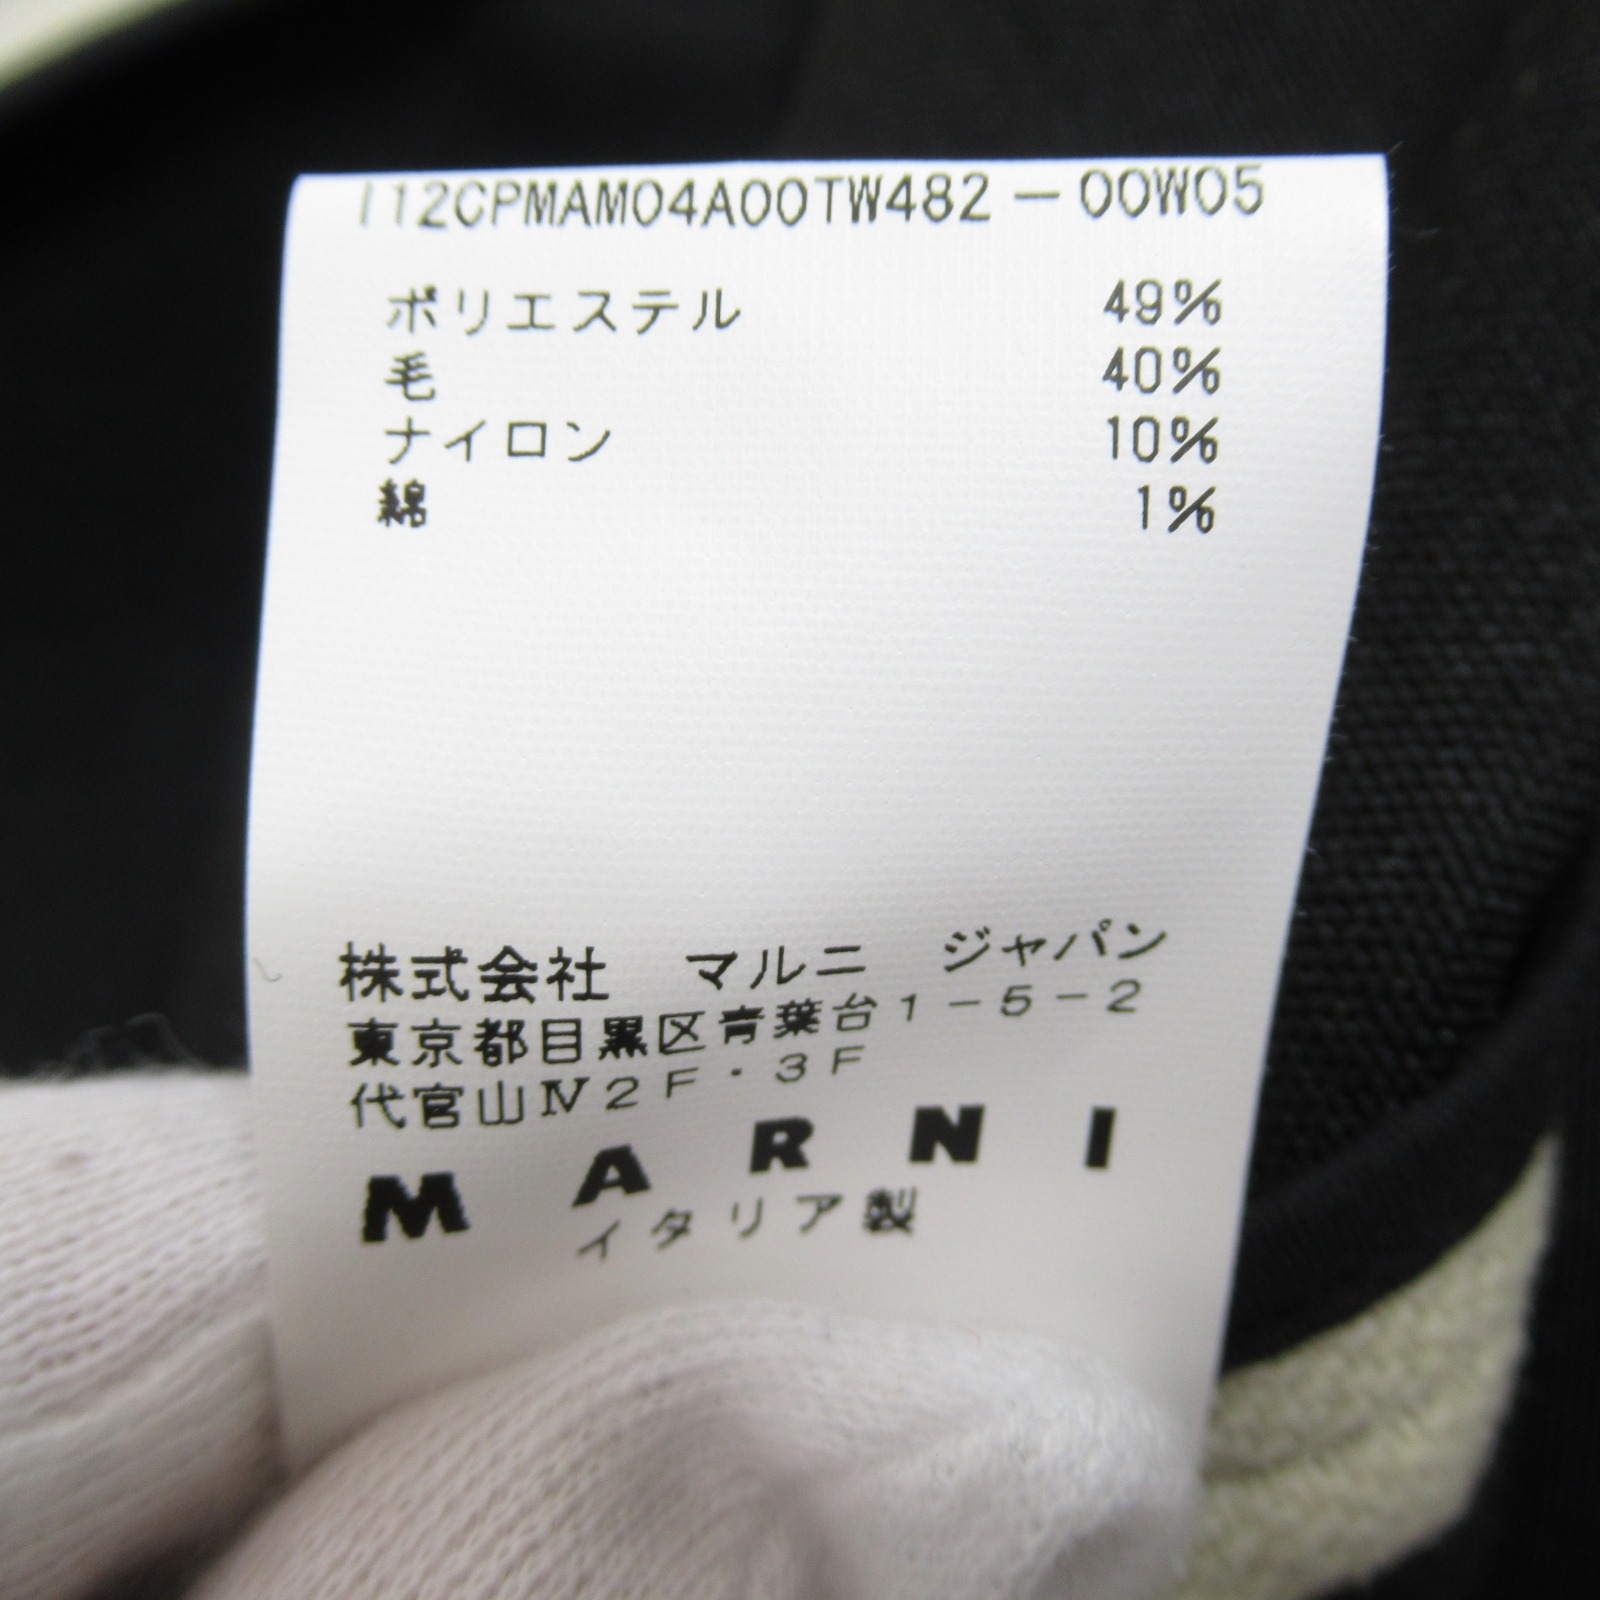 I12CPMAM04A00TW482-00W05
ポリエステル 49%
毛 40%
ナイロン 10%
綿 1%
株式会社 マルニ ジャパン
東京都目黒区青葉台1-5-2
代官山Ⅳ2F・3F
MARNI
イタリア製